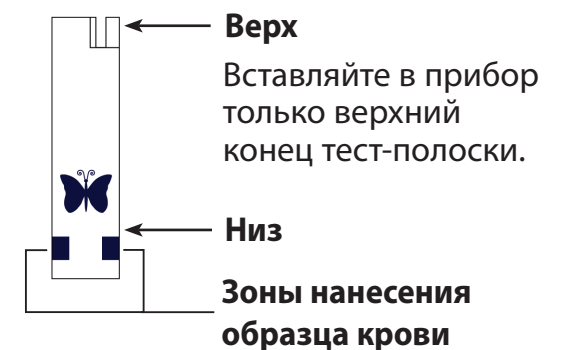 Верх
Вставляйте в прибор
только верхний
конец тест-полоски.
Низ
Зоны нанесения
образца крови